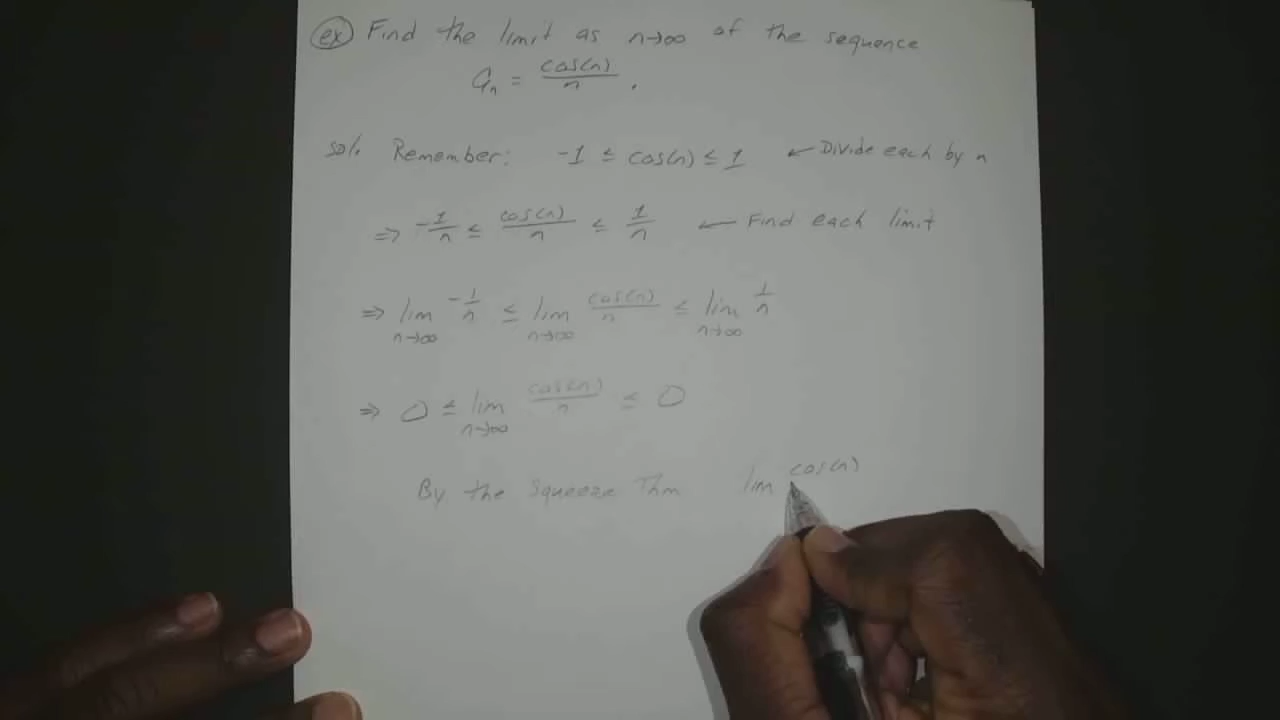 ex Find the limit as n→∞ of the sequence
aₙ = cos(n)/n .
sol. Remember: -1 ≤ cos(n) ≤ 1 ← Divide each by n
⇒ -1/n ≤ cos(n)/n ≤ 1/n ← Find each limit
⇒ lim n→∞ -1/n ≤ lim n→∞ cos(n)/n ≤ lim n→∞ 1/n
⇒ 0 ≤ lim n→∞ cos(n)/n ≤ 0
By the Squeeze Thm lim cos(n)